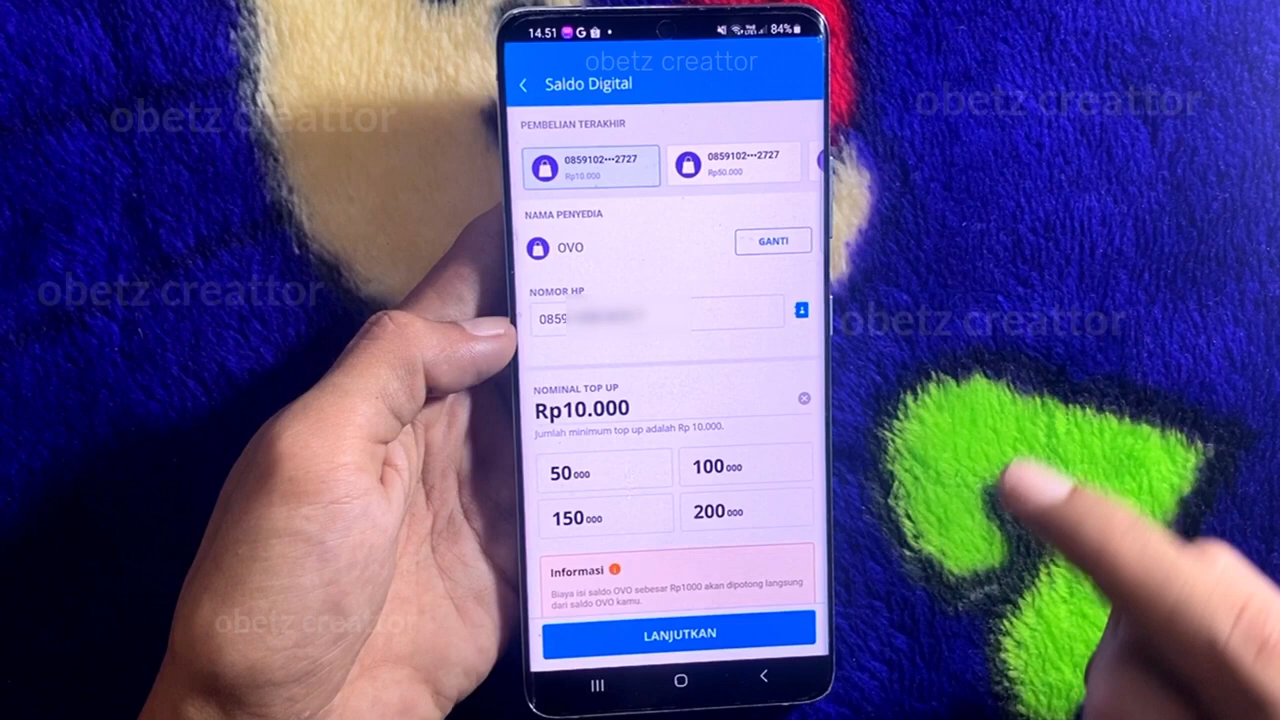 14.51 G 84%
obetz creattor
Saldo Digital
obetz creattor
obetz creattor
PEMBELIAN TERAKHIR
0859102•••2727
Rp10.000
0859102•••2727
Rp50.000
NAMA PENYEDIA
OVO
GANTI
obetz creattor
NOMOR HP
0859
obetz creattor
NOMINAL TOP UP
Rp10.000
Jumlah minimum top up adalah Rp 10.000.
50 000
100 000
150 000
200 000
Informasi
Biaya isi saldo OVO sebesar Rp1000 akan dipotong langsung
dari saldo OVO kamu.
obetz creattor
LANJUTKAN